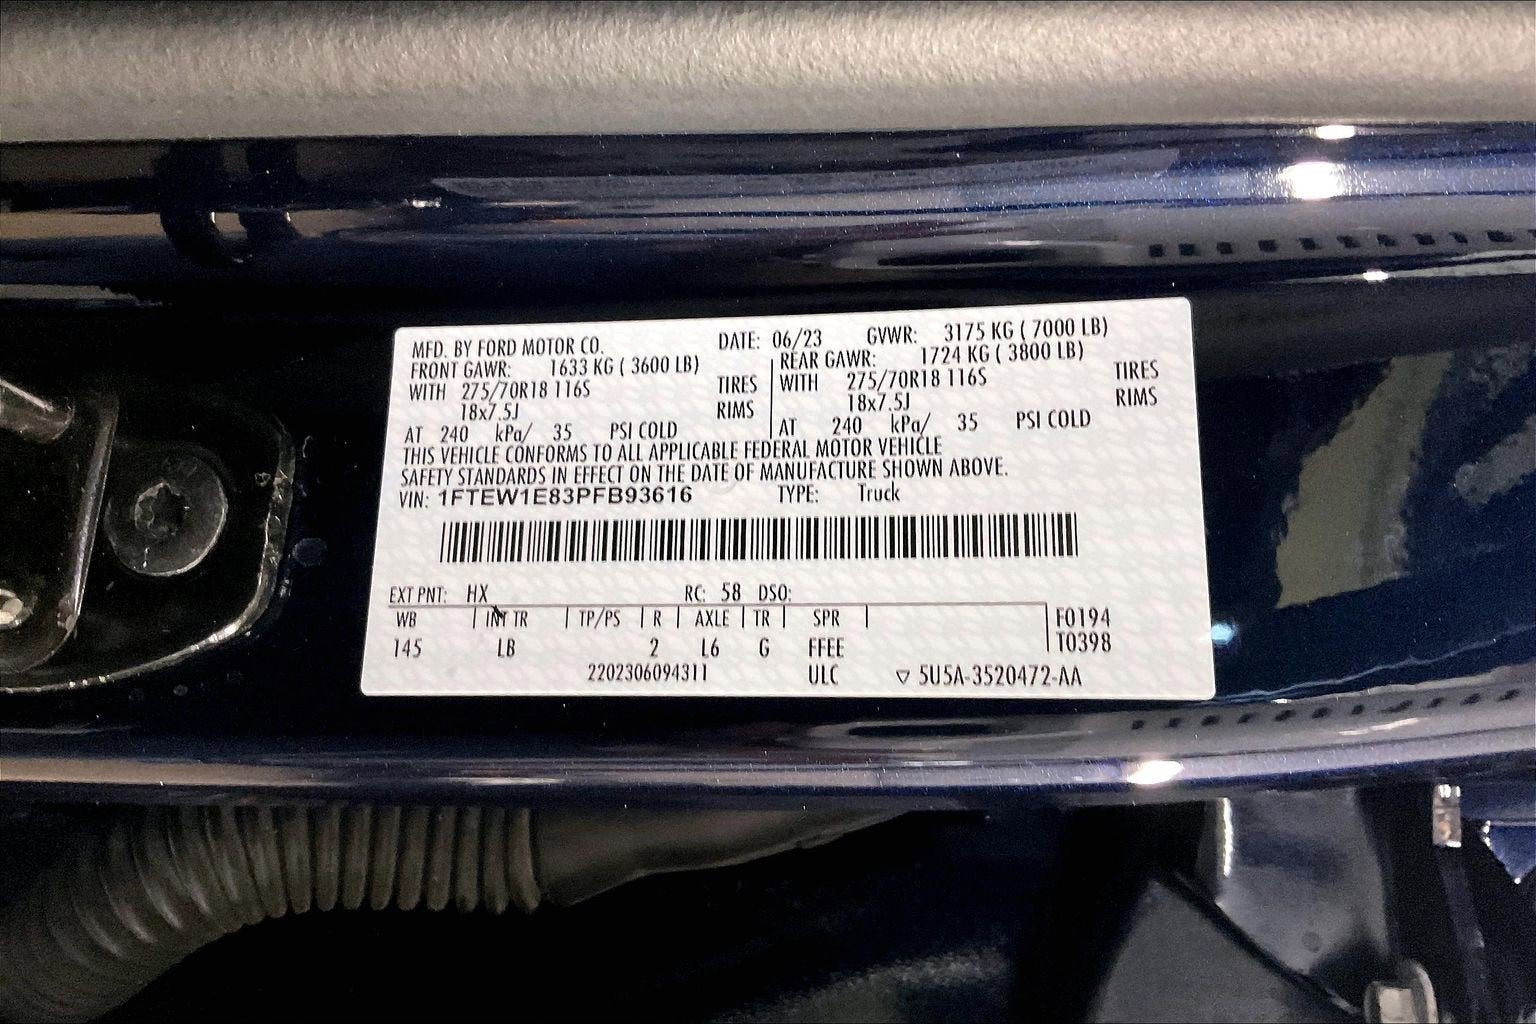 MFD. BY FORD MOTOR CO. DATE: 06/23 GVWR: 3175 KG ( 7000 LB)
FRONT GAWR: 1633 KG ( 3600 LB) REAR GAWR: 1724 KG ( 3800 LB)
WITH 275/70R18 116S TIRES WITH 275/70R18 116S TIRES
18x7.5J RIMS 18x7.5J RIMS
AT 240 kPa/ 35 PSI COLD AT 240 kPa/ 35 PSI COLD
THIS VEHICLE CONFORMS TO ALL APPLICABLE FEDERAL MOTOR VEHICLE
SAFETY STANDARDS IN EFFECT ON THE DATE OF MANUFACTURE SHOWN ABOVE.
VIN: 1FTEW1E83PFB93616 TYPE: Truck
EXT PNT: HX RC: 58 DSO:
WB | INT TR | TP/PS | R | AXLE | TR | SPR | F0194
145 LB 2 L6 G FFEE T0398
2202306094311 ULC ▽ 5U5A-3520472-AA